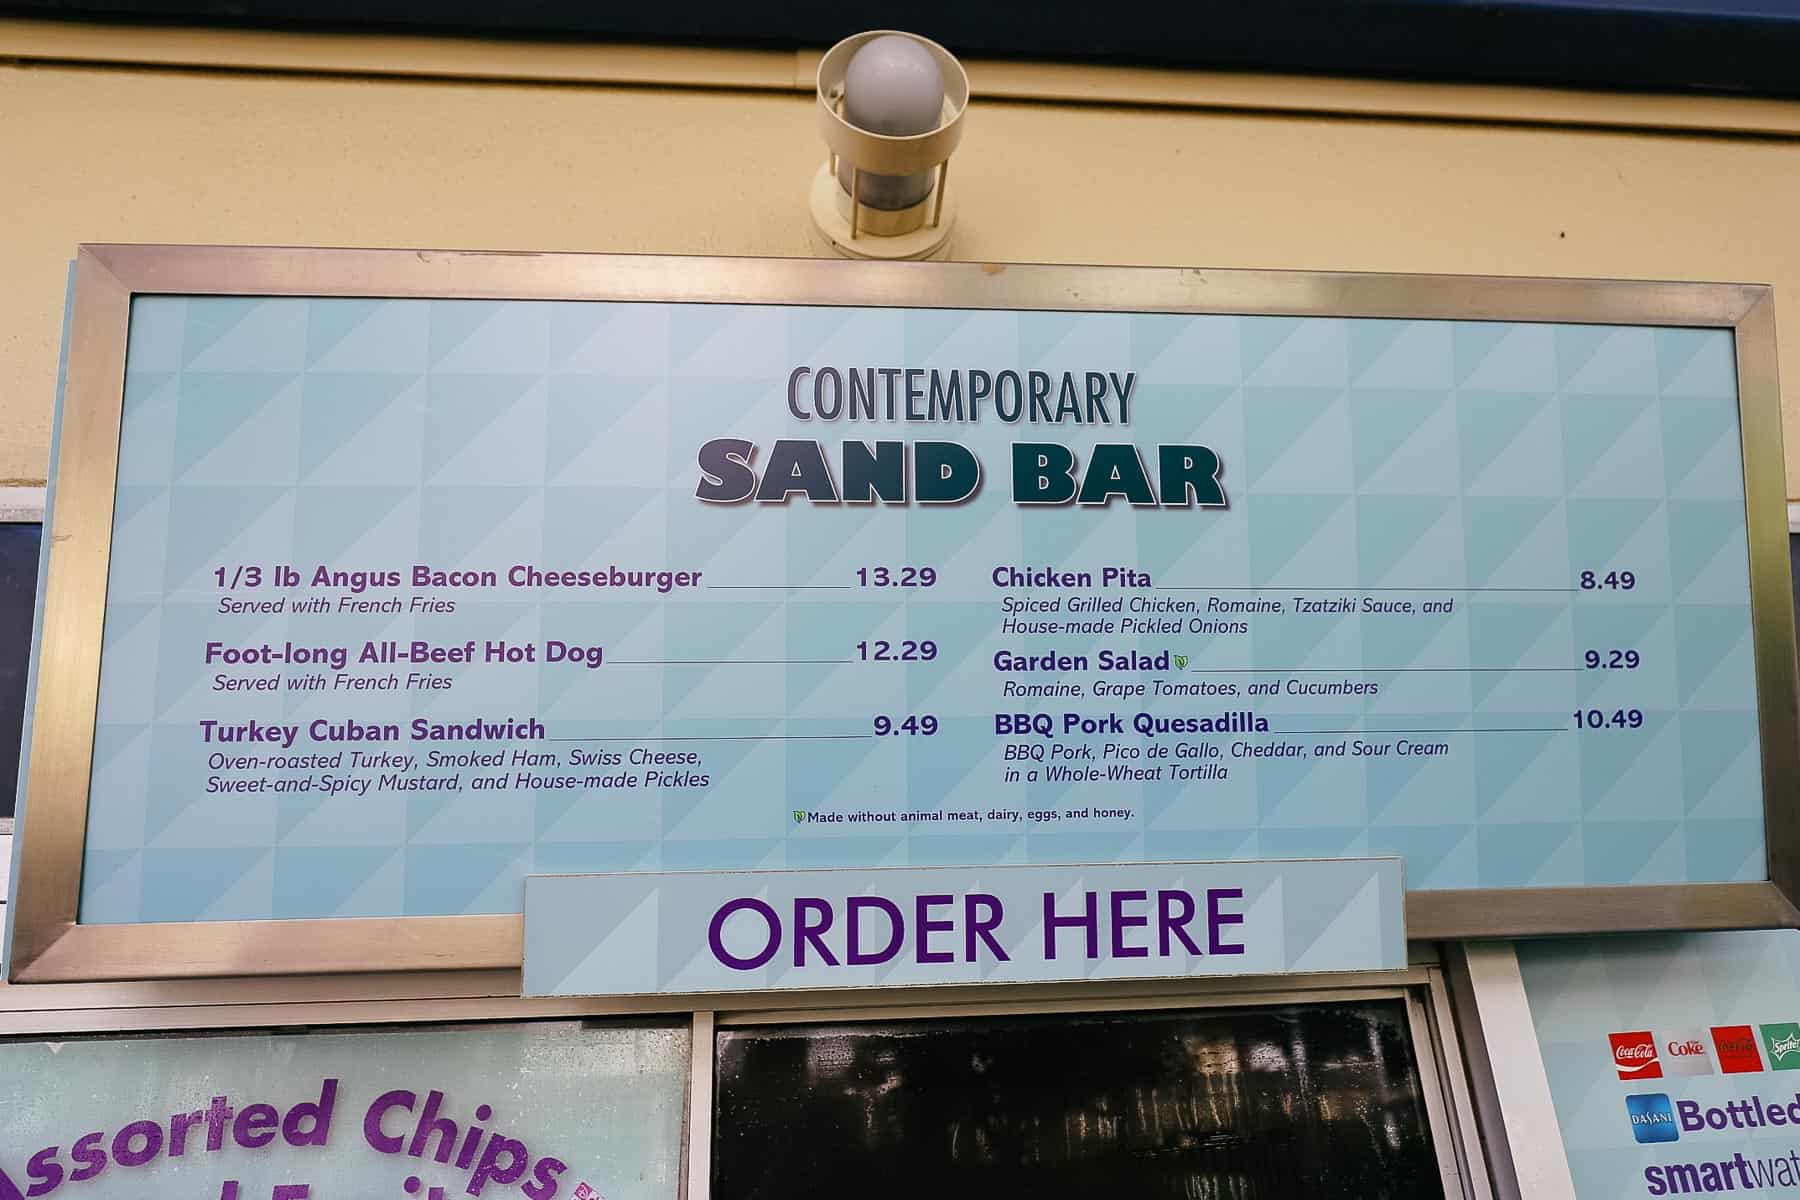 CONTEMPORARY
SAND BAR
1/3 lb Angus Bacon Cheeseburger 13.29
Served with French Fries
Foot-long All-Beef Hot Dog 12.29
Served with French Fries
Turkey Cuban Sandwich 9.49
Oven-roasted Turkey, Smoked Ham, Swiss Cheese,
Sweet-and-Spicy Mustard, and House-made Pickles
Chicken Pita 8.49
Spiced Grilled Chicken, Romaine, Tzatziki Sauce, and
House-made Pickled Onions
Garden Salad 9.29
Romaine, Grape Tomatoes, and Cucumbers
BBQ Pork Quesadilla 10.49
BBQ Pork, Pico de Gallo, Cheddar, and Sour Cream
in a Whole-Wheat Tortilla
Made without animal meat, dairy, eggs, and honey.
ORDER HERE
Assorted Chips
Coca-Cola Coke Coca-Cola Sprite
DASANI Bottled
smartwat